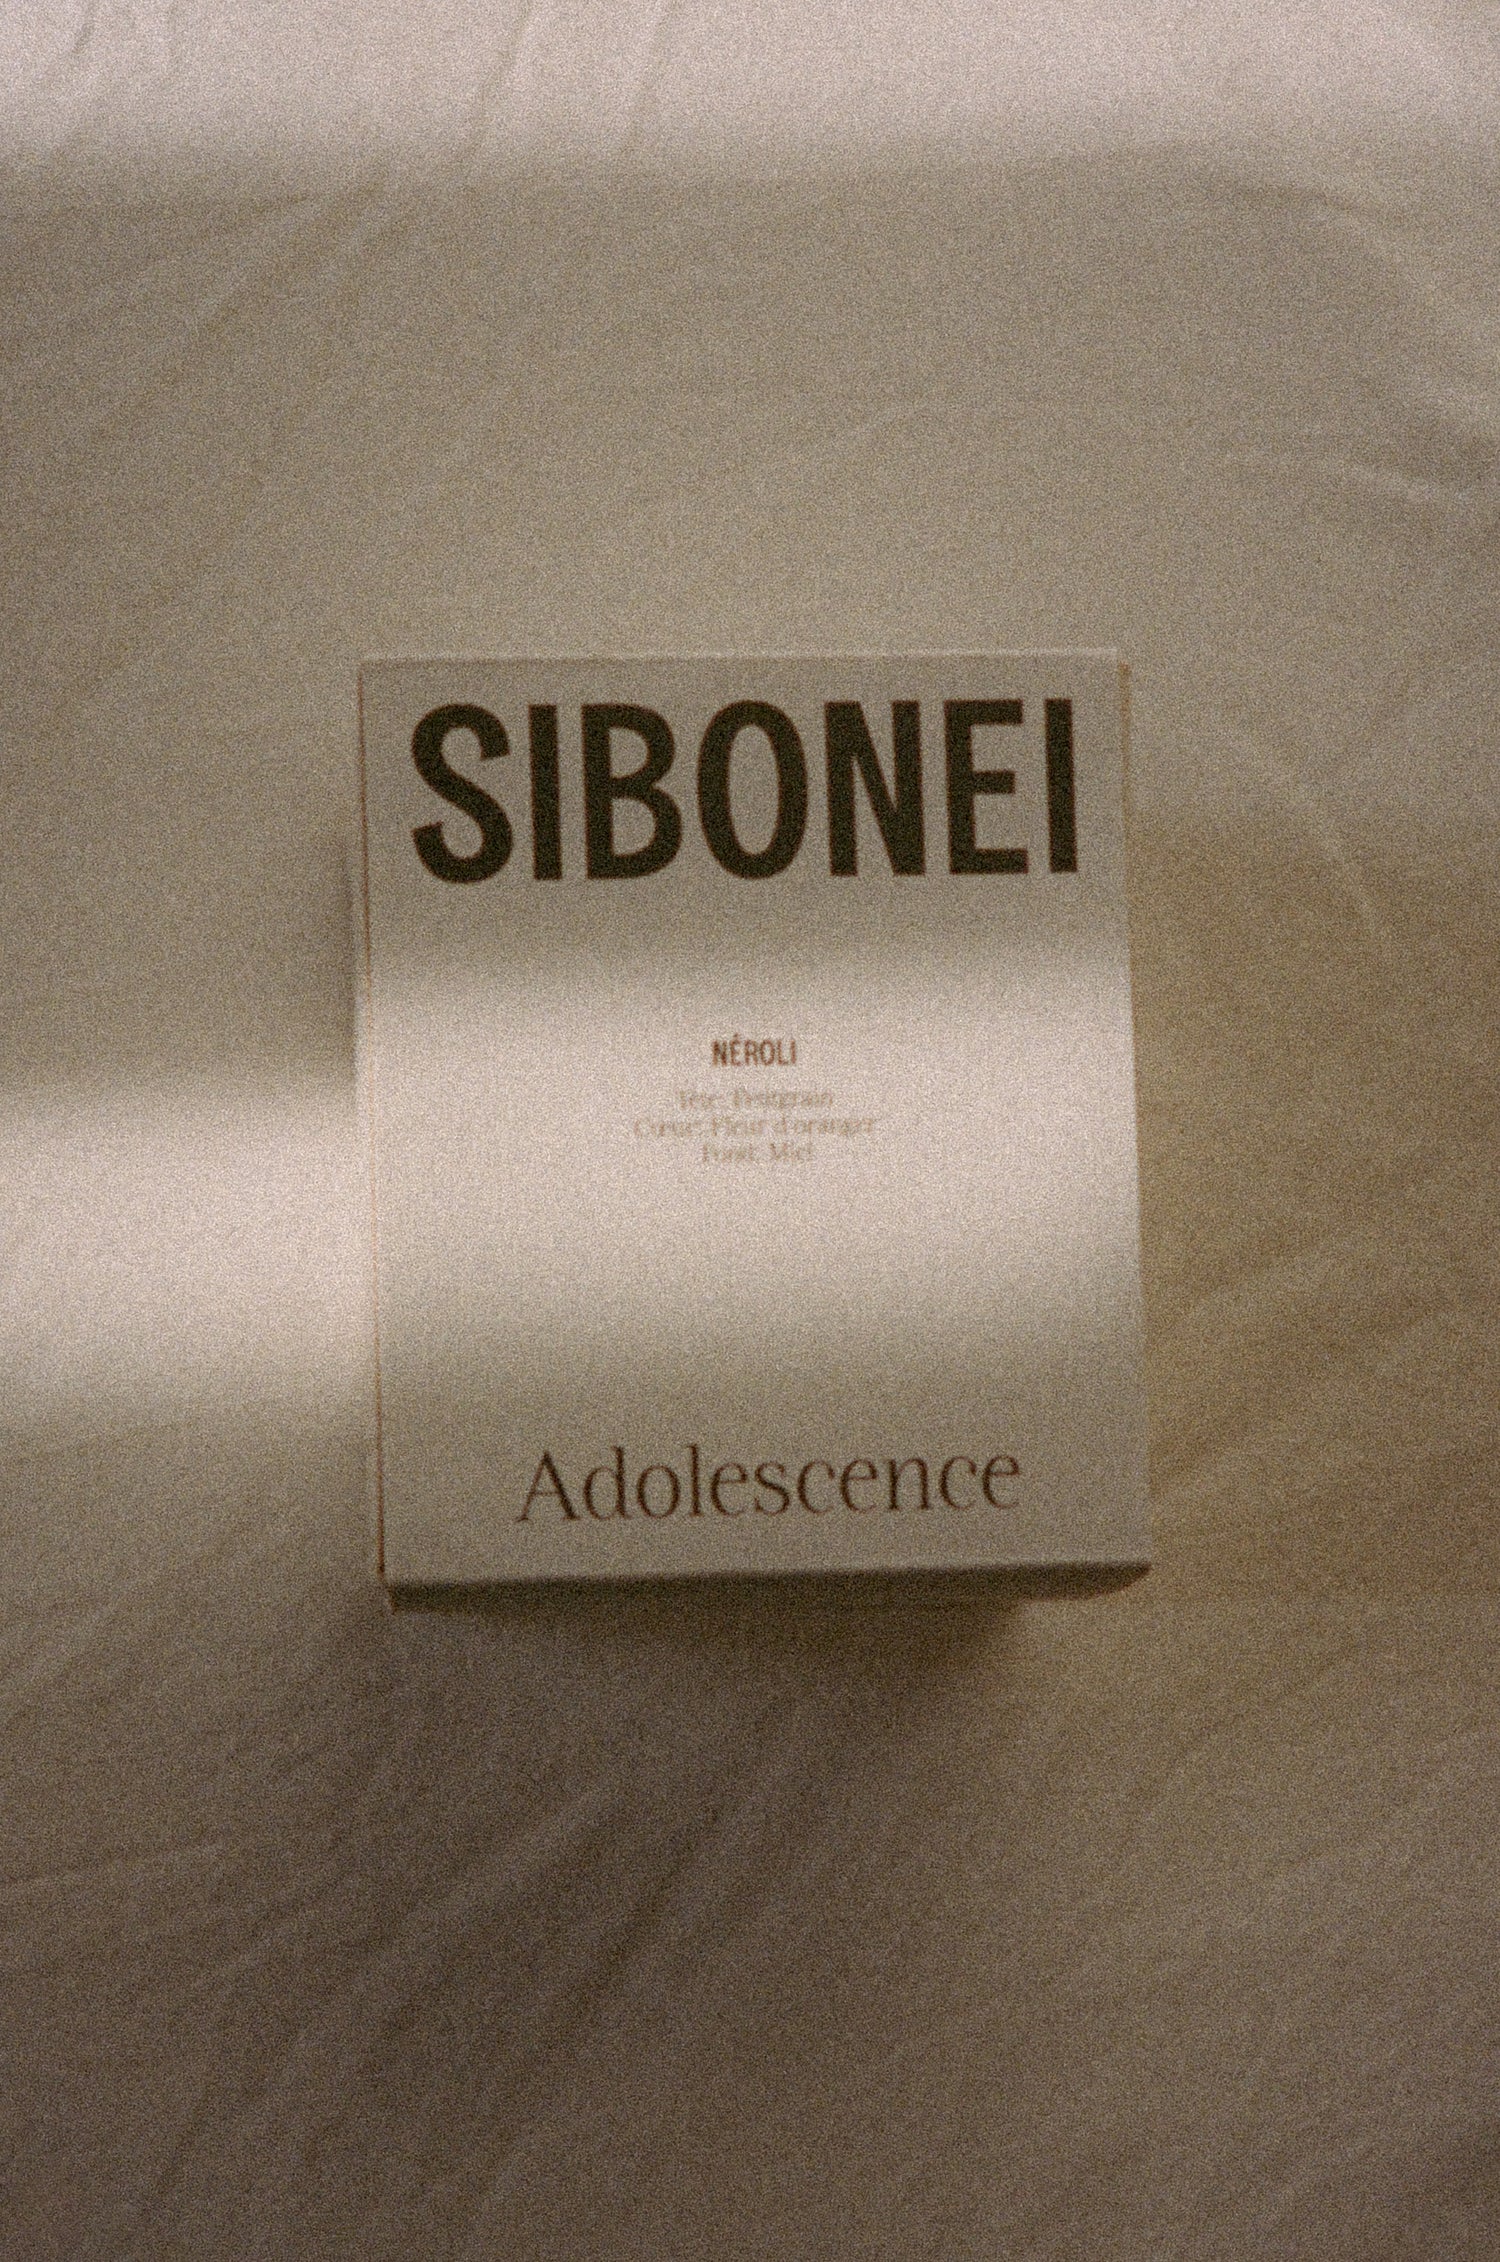 SIBONEI
NÉROLI
Tête: Petitgrain
Cœur: Fleur d'oranger
Fond: Miel
Adolescence